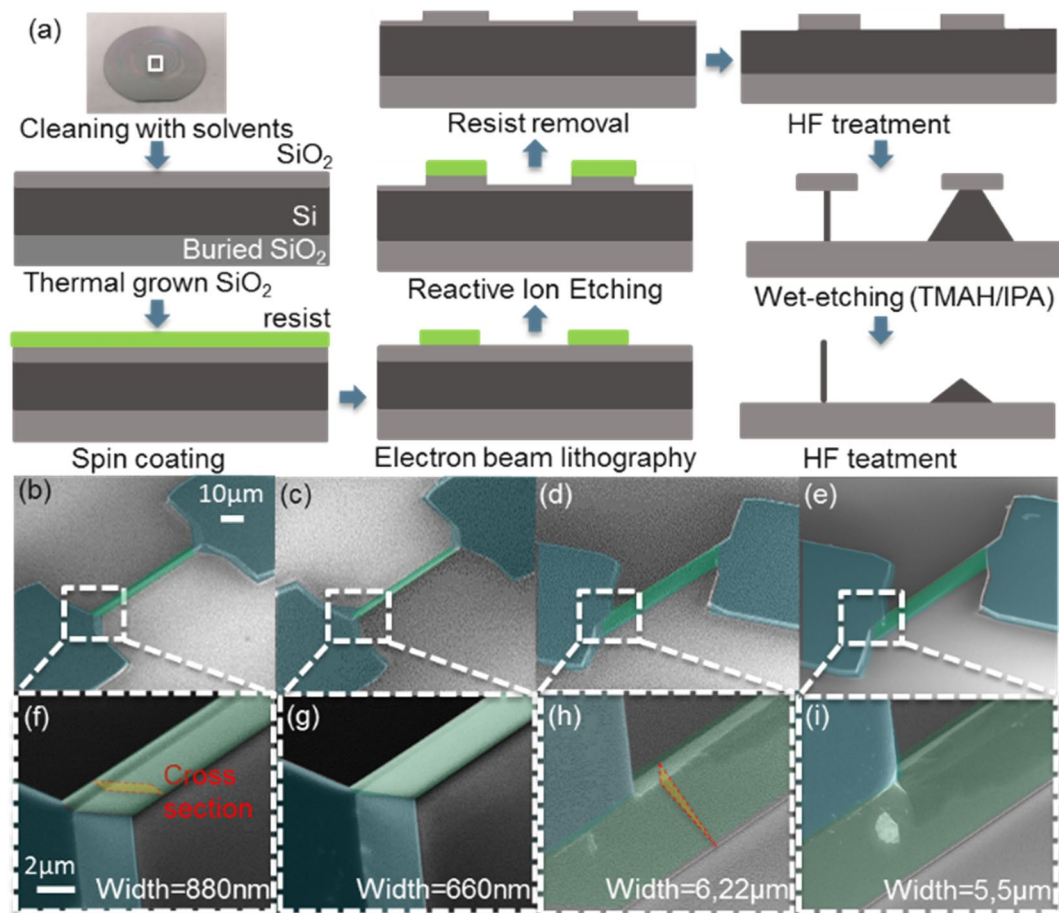 (a)
Cleaning with solvents
SiO₂
Si
Buried SiO₂
Thermal grown SiO₂
resist
Spin coating
Electron beam lithography
Reactive Ion Etching
Resist removal
HF treatment
Wet-etching (TMAH/IPA)
HF teatment
(b)
10μm
(c)
(d)
(e)
(f)
Cross
section
2μm
Width=880nm
(g)
Width=660nm
(h)
Width=6,22μm
(i)
Width=5,5μm